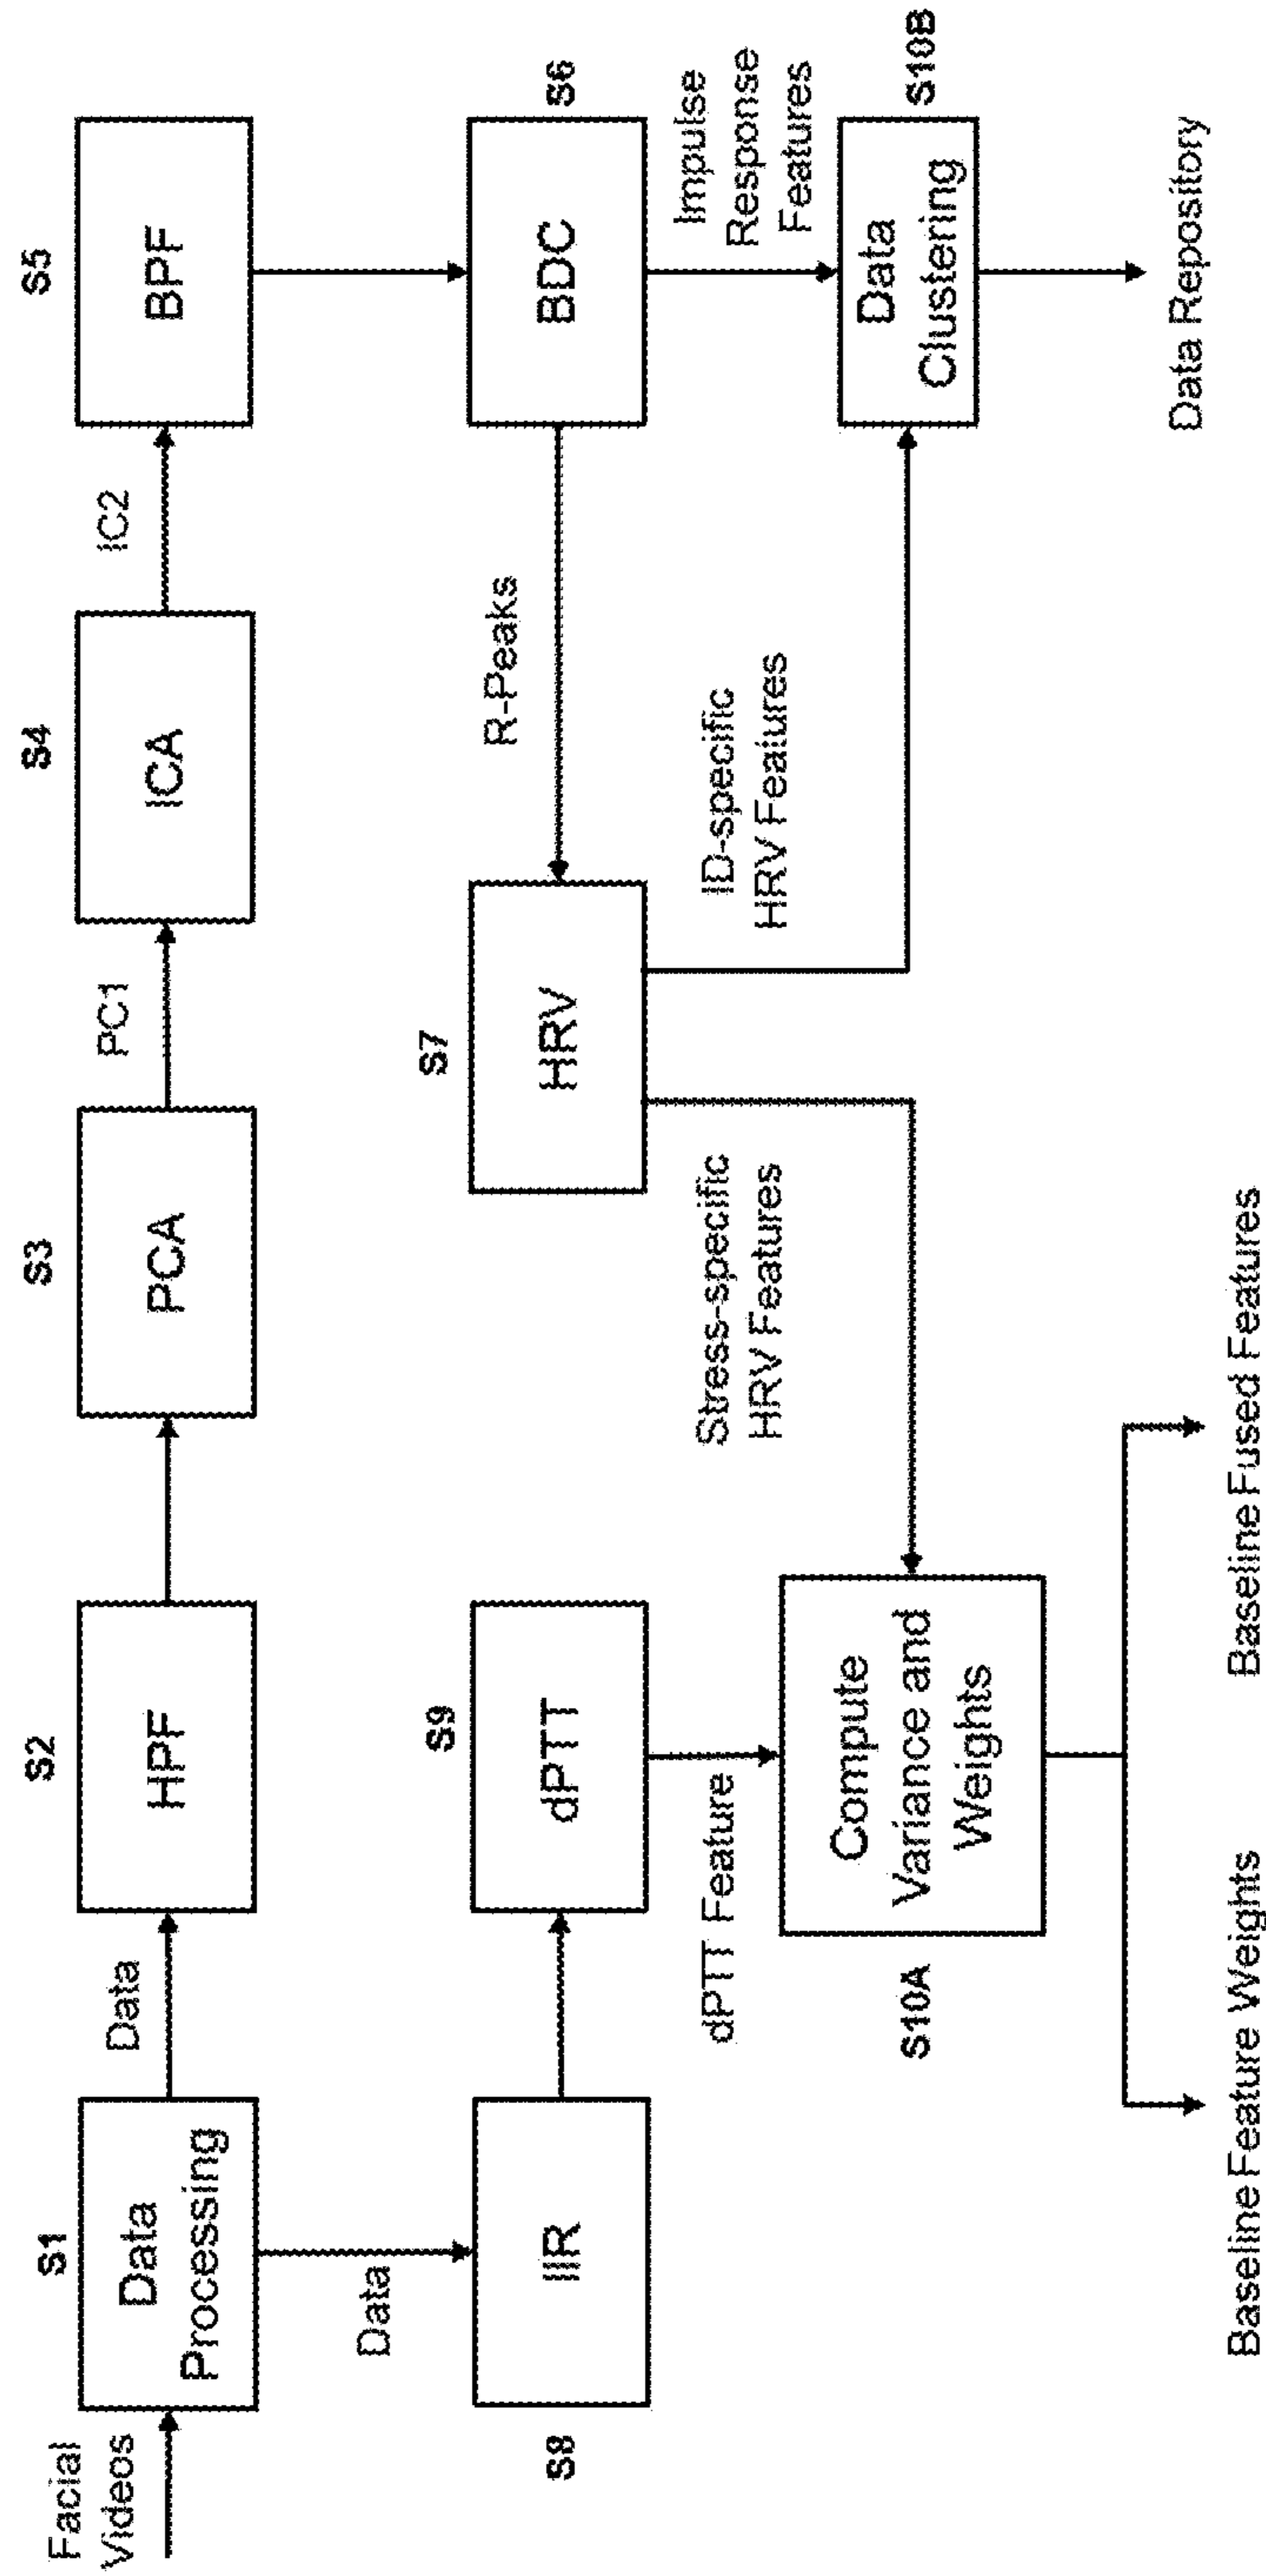 Facial
Videos
S1
Data
Processing
Data
S2
HPF
S3
PCA
PC1
S4
ICA
IC2
S5
BPF
Data
S8
IIR
S9
dPTT
S7
HRV
R-Peaks
S6
BDC
dPTT Feature
Stress-specific
HRV Features
ID-specific
HRV Features
Impulse
Response
Features
S10A
Compute
Variance and
Weights
S10B
Data
Clustering
Baseline Feature Weights
Baseline Fused Features
Data Repository